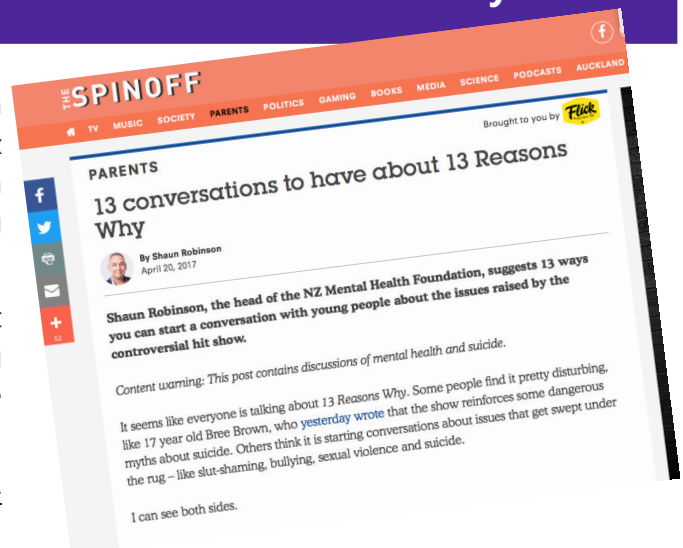 THE SPINOFF
TV MUSIC SOCIETY PARENTS POLITICS GAMING BOOKS MEDIA SCIENCE PODCASTS AUCKLAND
Brought to you by Flick
PARENTS
13 conversations to have about 13 Reasons
Why
By Shaun Robinson
April 20, 2017
52
Shaun Robinson, the head of the NZ Mental Health Foundation, suggests 13 ways
you can start a conversation with young people about the issues raised by the
controversial hit show.
Content warning: This post contains discussions of mental health and suicide.
It seems like everyone is talking about 13 Reasons Why. Some people find it pretty disturbing,
like 17 year old Bree Brown, who yesterday wrote that the show reinforces some dangerous
myths about suicide. Others think it is starting conversations about issues that get swept under
the rug – like slut-shaming, bullying, sexual violence and suicide.
I can see both sides.